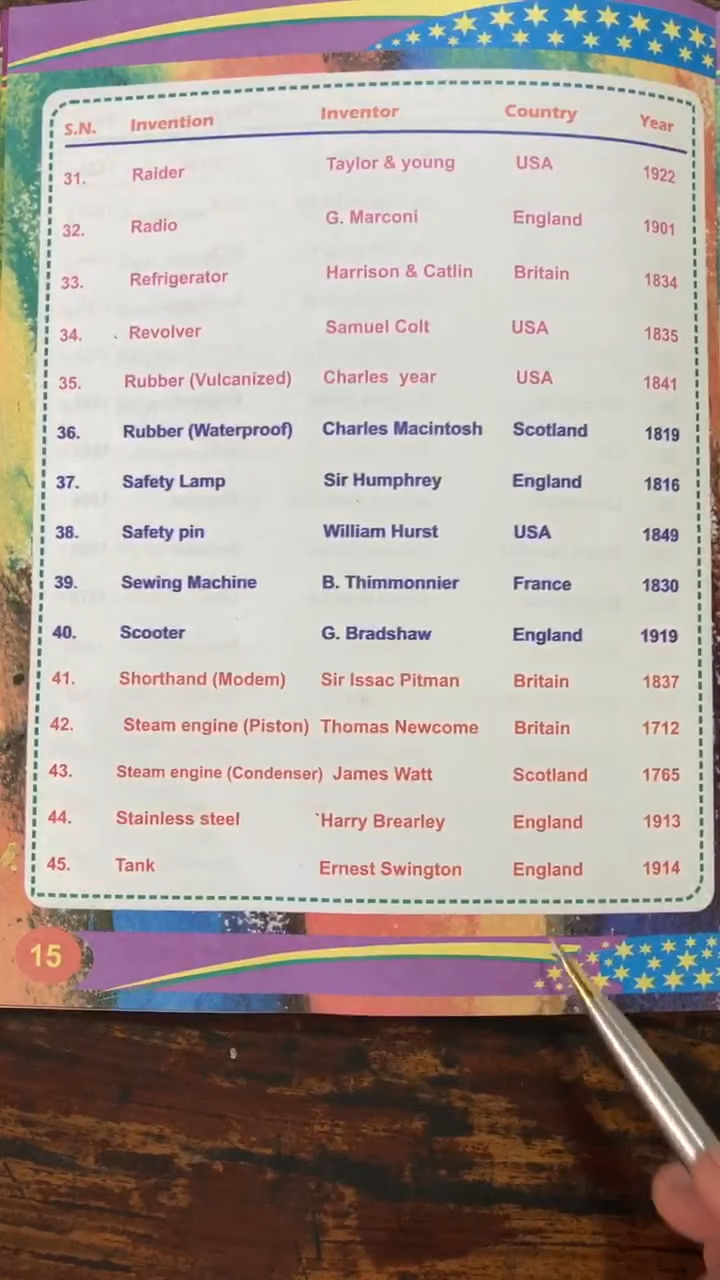 S.N. Invention Inventor Country Year
31. Raider Taylor & young USA 1922
32. Radio G. Marconi England 1901
33. Refrigerator Harrison & Catlin Britain 1834
34. Revolver Samuel Colt USA 1835
35. Rubber (Vulcanized) Charles year USA 1841
36. Rubber (Waterproof) Charles Macintosh Scotland 1819
37. Safety Lamp Sir Humphrey England 1816
38. Safety pin William Hurst USA 1849
39. Sewing Machine B. Thimmonnier France 1830
40. Scooter G. Bradshaw England 1919
41. Shorthand (Modem) Sir Issac Pitman Britain 1837
42. Steam engine (Piston) Thomas Newcome Britain 1712
43. Steam engine (Condenser) James Watt Scotland 1765
44. Stainless steel Harry Brearley England 1913
45. Tank Ernest Swington England 1914
15